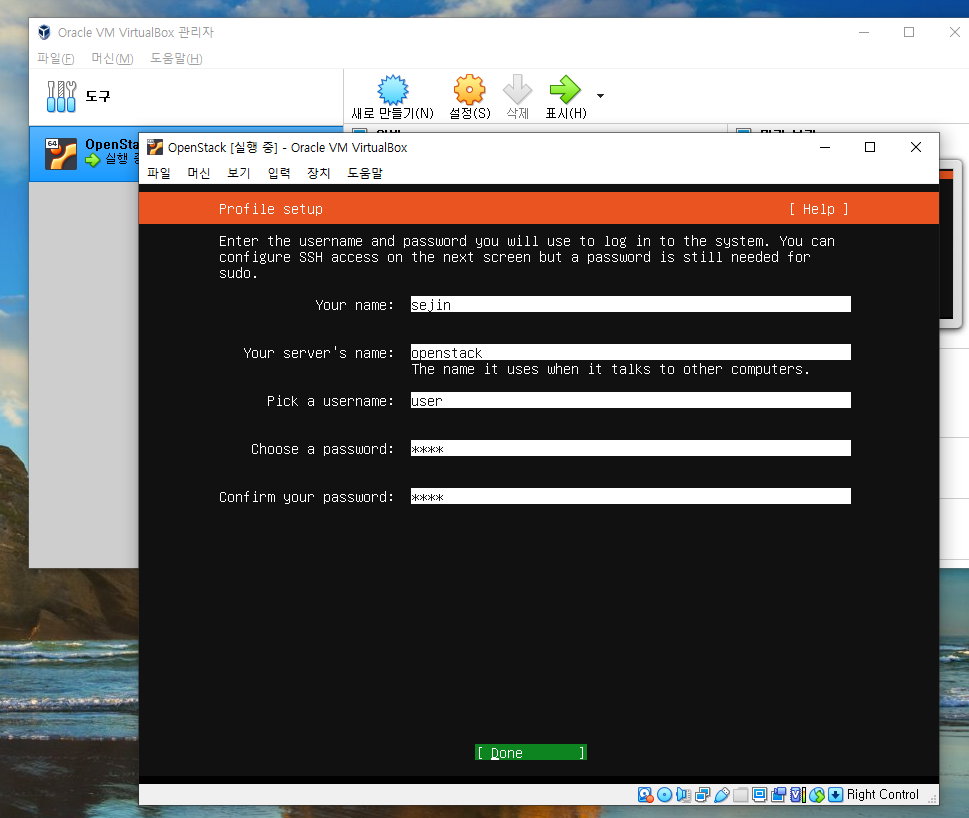 Oracle VM VirtualBox 관리자
파일(F) 머신(M) 도움말(H)
도구
새로 만들기(N) 설정(S) 삭제 표시(H)
64
OpenSta
실행 중
64
OpenStack [실행 중] - Oracle VM VirtualBox
파일 머신 보기 입력 장치 도움말
Profile setup [ Help ]
Enter the username and password you will use to log in to the system. You can
configure SSH access on the next screen but a password is still needed for
sudo.
Your name: sejin
Your server's name: openstack
The name it uses when it talks to other computers.
Pick a username: user
Choose a password: ****
Confirm your password: ****
[ Done ]
Right Control